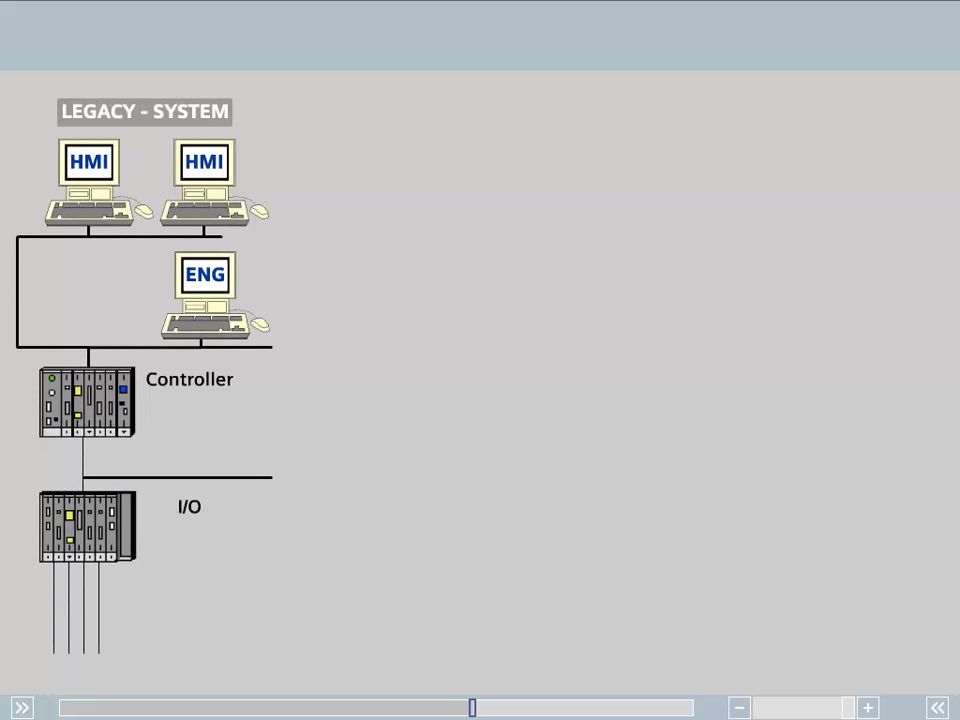 LEGACY - SYSTEM
HMI HMI
ENG
Controller
I/O